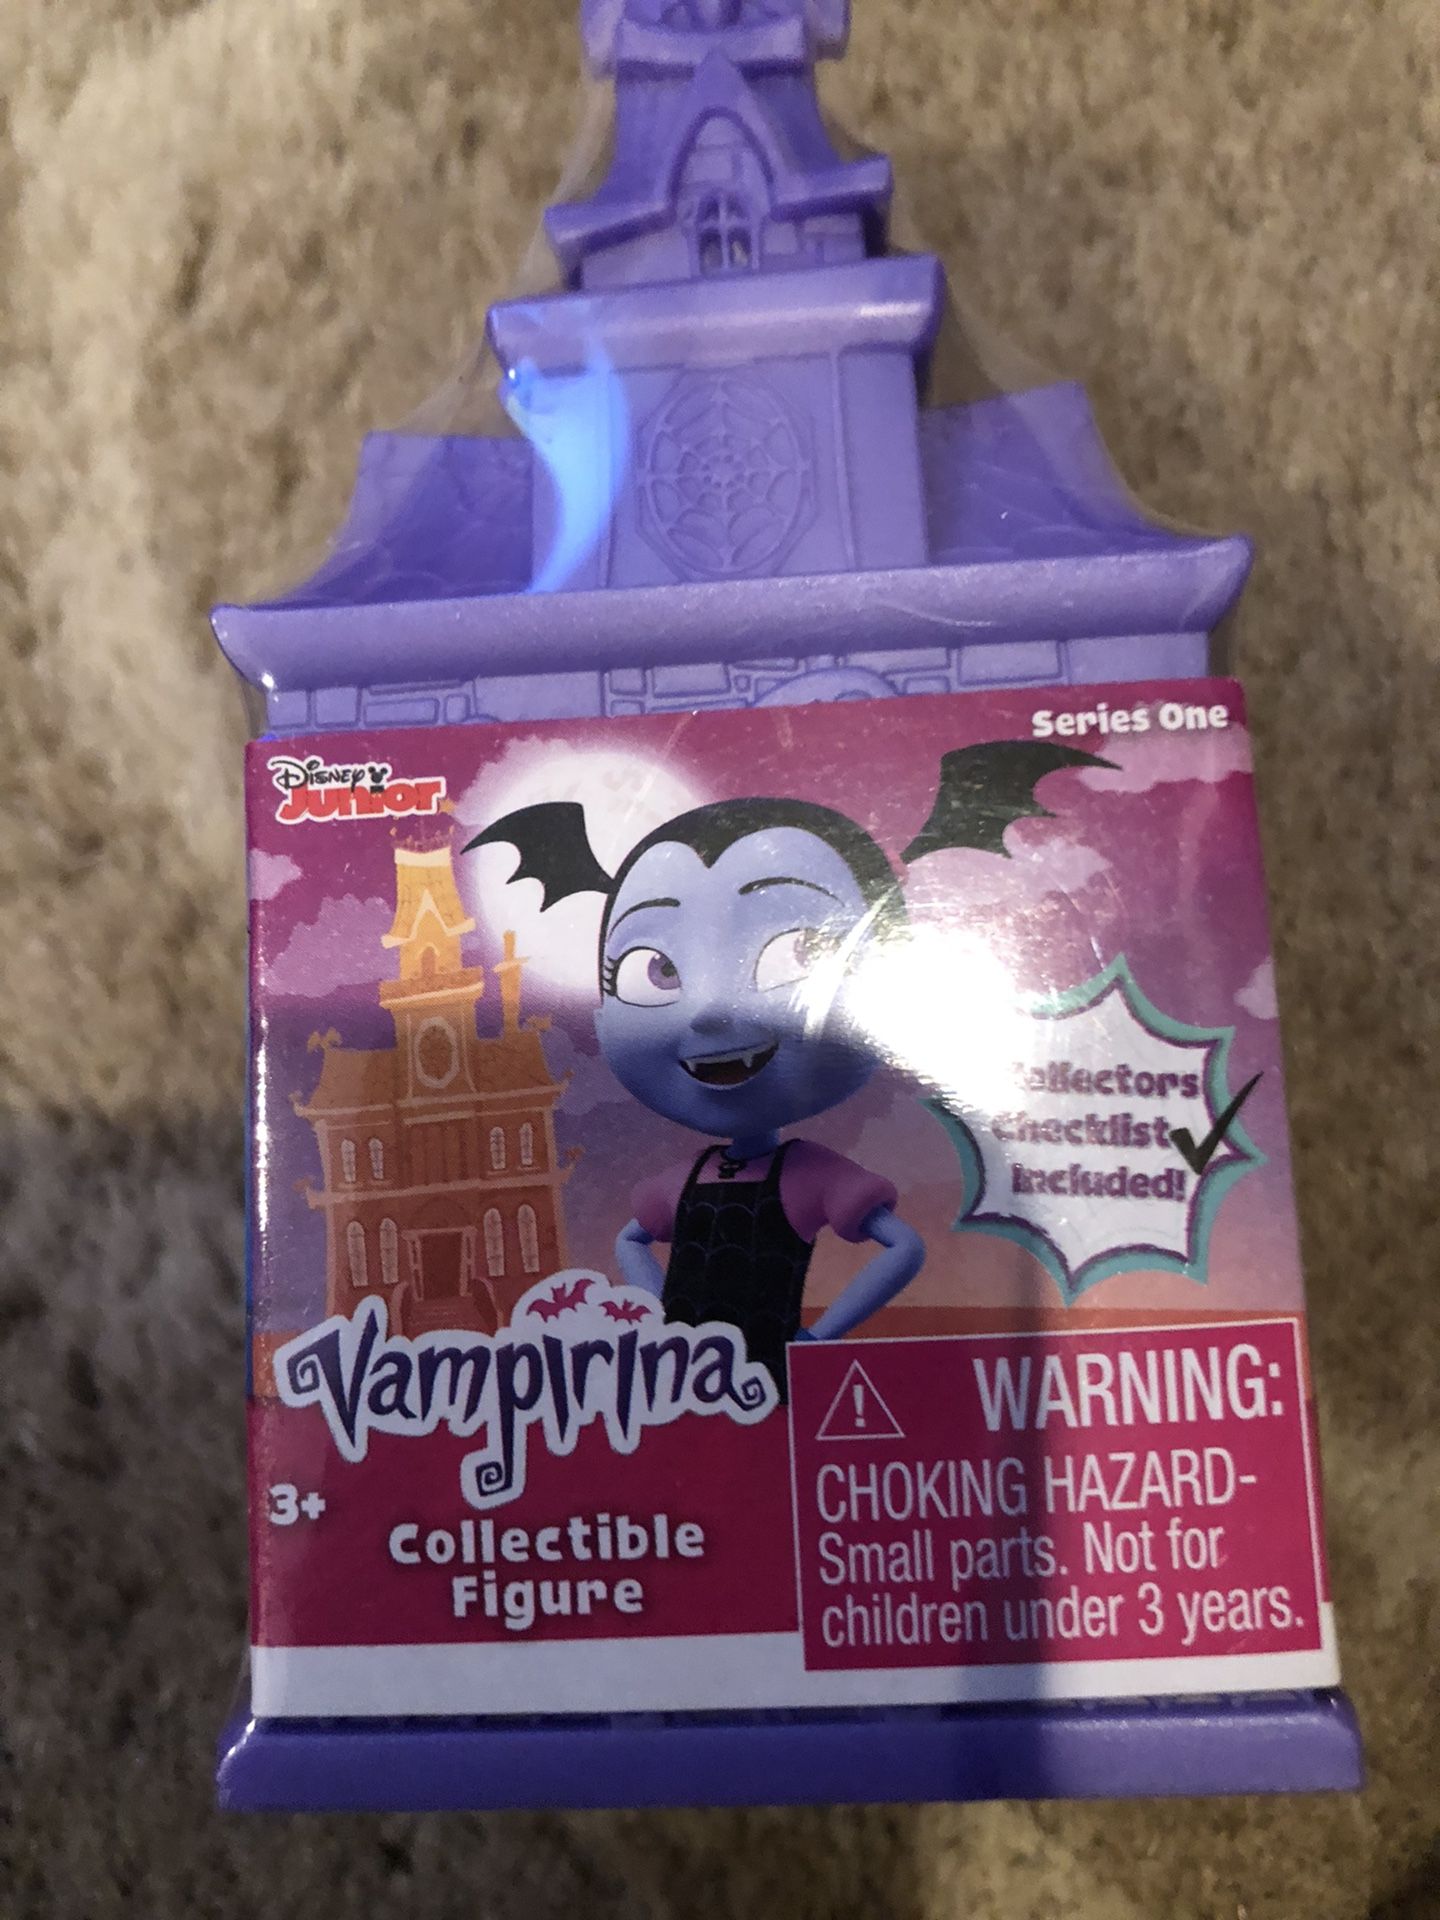 Series One
Disney
Junior
Collectors
Checklist
Included!
Vampirina
3+
Collectible
Figure
WARNING:
CHOKING HAZARD-
Small parts. Not for
children under 3 years.